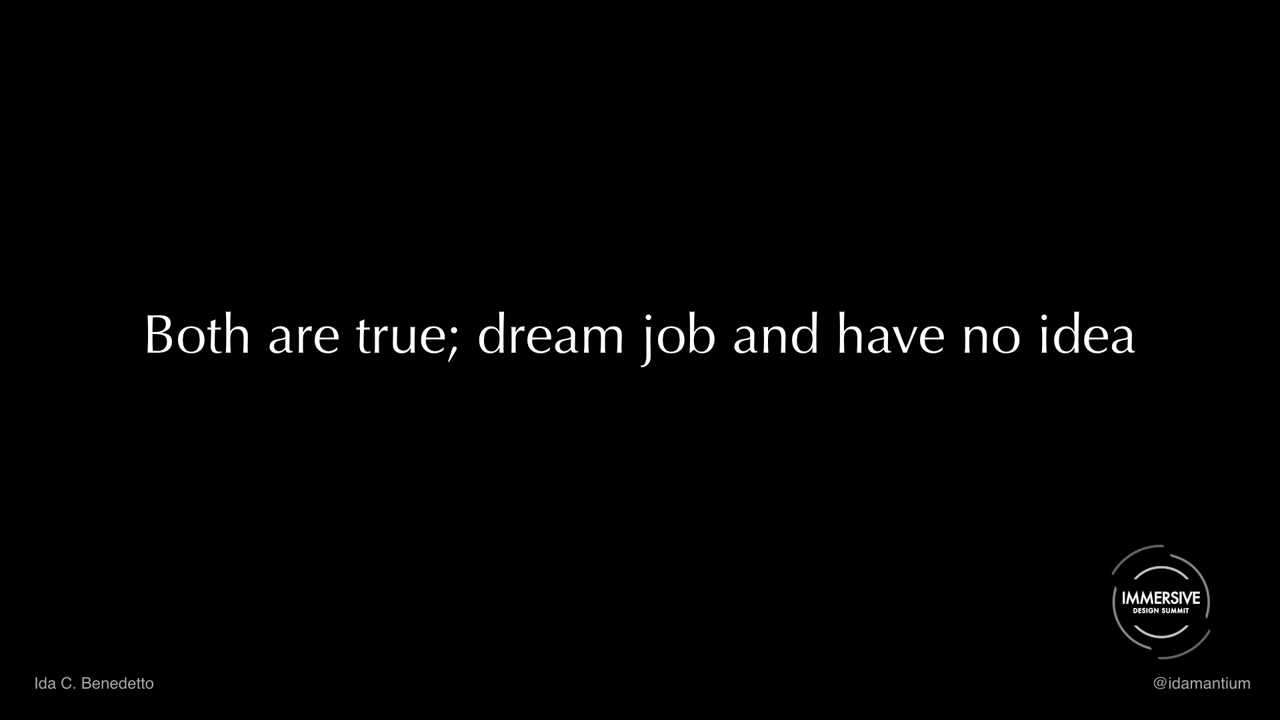 Both are true; dream job and have no idea
IMMERSIVE
DESIGN SUMMIT
Ida C. Benedetto
@idamantium